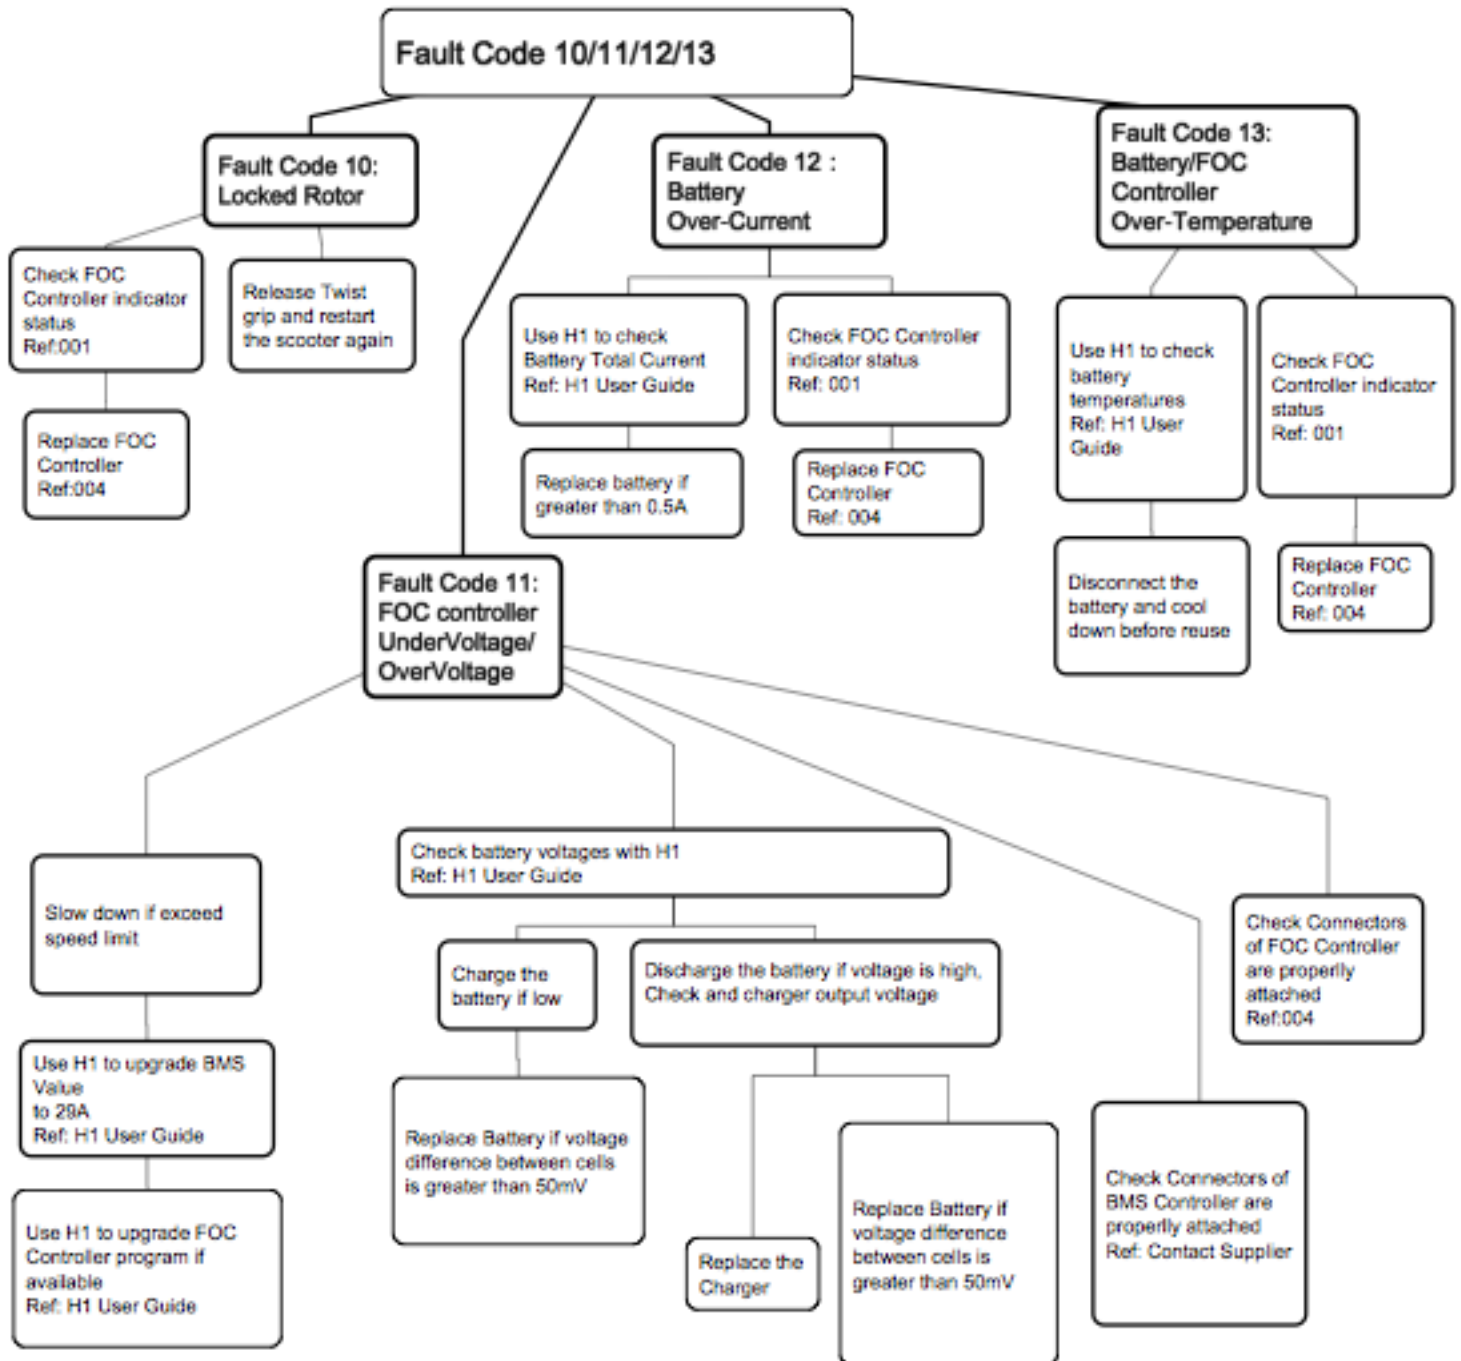 Fault Code 10/11/12/13
Fault Code 10:
Locked Rotor
Fault Code 12 :
Battery
Over-Current
Fault Code 13:
Battery/FOC
Controller
Over-Temperature
Check FOC
Controller indicator
status
Ref:001
Release Twist
grip and restart
the scooter again
Use H1 to check
Battery Total Current
Ref: H1 User Guide
Check FOC Controller
indicator status
Ref: 001
Use H1 to check
battery
temperatures
Ref: H1 User
Guide
Check FOC
Controller indicator
status
Ref: 001
Replace FOC
Controller
Ref:004
Replace battery if
greater than 0.5A
Replace FOC
Controller
Ref: 004
Disconnect the
battery and cool
down before reuse
Replace FOC
Controller
Ref: 004
Fault Code 11:
FOC controller
UnderVoltage/
OverVoltage
Slow down if exceed
speed limit
Check battery voltages with H1
Ref: H1 User Guide
Check Connectors
of FOC Controller
are properlly
attached
Ref:004
Charge the
battery if low
Discharge the battery if voltage is high,
Check and charger output voltage
Use H1 to upgrade BMS
Value
to 29A
Ref: H1 User Guide
Replace Battery if voltage
difference between cells
is greater than 50mV
Check Connectors of
BMS Controller are
properlly attached
Ref: Contact Supplier
Use H1 to upgrade FOC
Controller program if
available
Ref: H1 User Guide
Replace the
Charger
Replace Battery if
voltage difference
between cells is
greater than 50mV